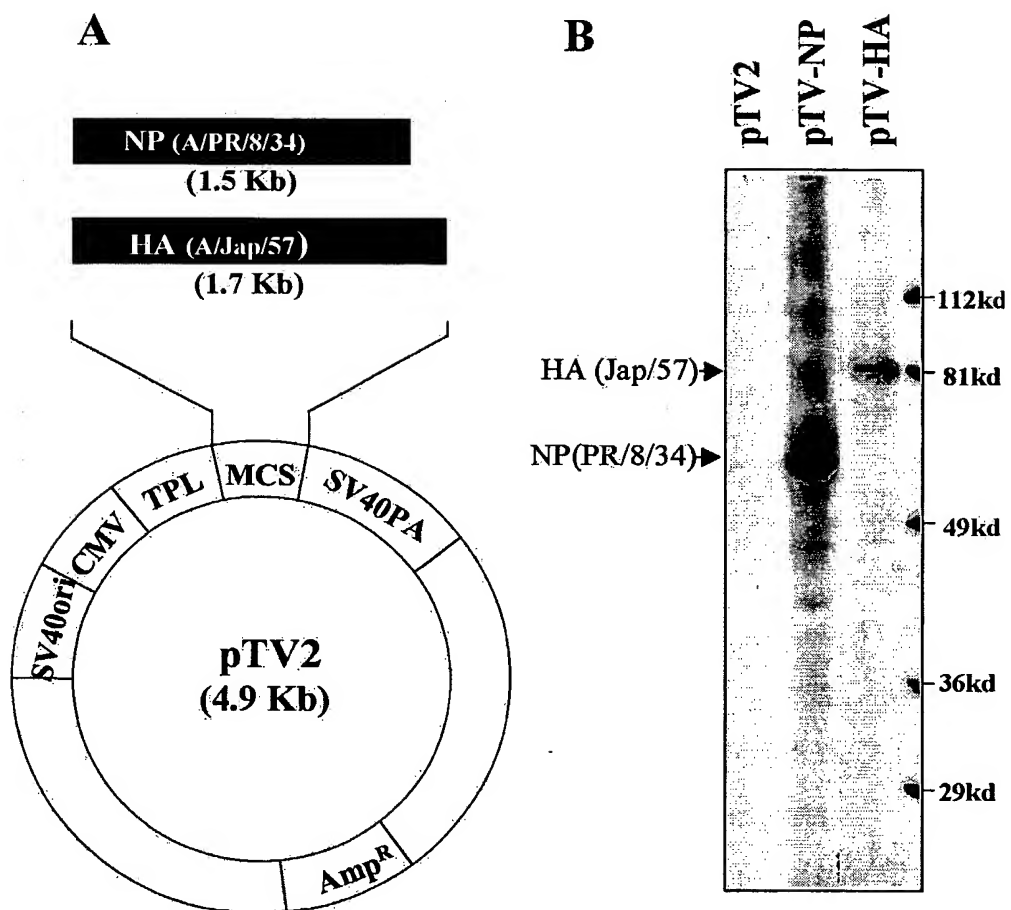 A
NP (A/PR/8/34)
(1.5 Kb)
HA (A/Jap/57)
(1.7 Kb)
SV40ori
CMV
TPL
MCS
SV40PA
pTV2
(4.9 Kb)
Amp^R
B
pTV2
pTV-NP
pTV-HA
HA (Jap/57)
NP(PR/8/34)
112kd
81kd
49kd
36kd
29kd